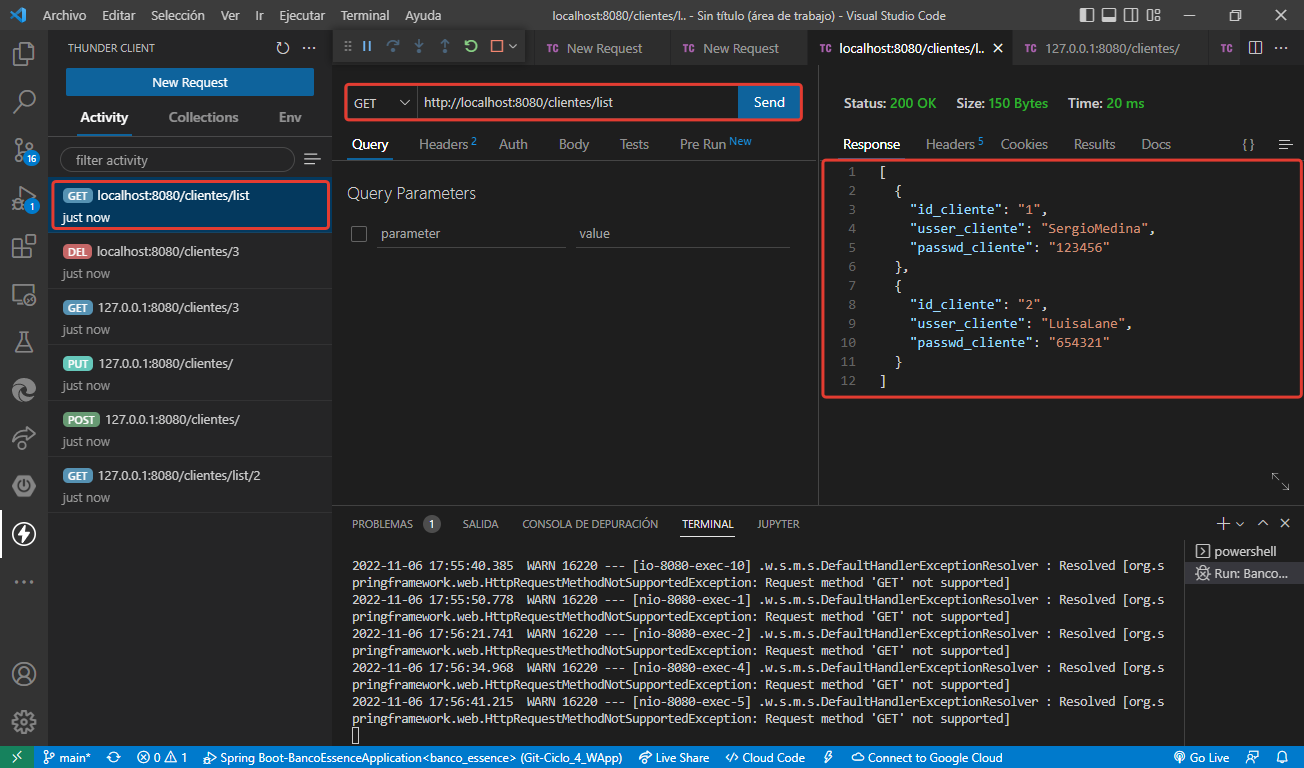 Archivo Editar Selección Ver Ir Ejecutar Terminal Ayuda
localhost:8080/clientes/l.. - Sin título (área de trabajo) - Visual Studio Code
THUNDER CLIENT
New Request
Activity Collections Env
filter activity
GET localhost:8080/clientes/list
just now
DEL localhost:8080/clientes/3
just now
GET 127.0.0.1:8080/clientes/3
just now
PUT 127.0.0.1:8080/clientes/
just now
POST 127.0.0.1:8080/clientes/
just now
GET 127.0.0.1:8080/clientes/list/2
just now
16
1
TC New Request
TC New Request
TC localhost:8080/clientes/l..
TC 127.0.0.1:8080/clientes/
TC
GET http://localhost:8080/clientes/list Send
Query Headers 2 Auth Body Tests Pre Run New
Query Parameters
parameter value
Status: 200 OK Size: 150 Bytes Time: 20 ms
Response Headers 5 Cookies Results Docs {}
1 [
2 {
3 "id_cliente": "1",
4 "usser_cliente": "SergioMedina",
5 "passwd_cliente": "123456"
6 },
7 {
8 "id_cliente": "2",
9 "usser_cliente": "LuisaLane",
10 "passwd_cliente": "654321"
11 }
12 ]
PROBLEMAS 1 SALIDA CONSOLA DE DEPURACIÓN TERMINAL JUPYTER
2022-11-06 17:55:40.385 WARN 16220 --- [io-8080-exec-10] .w.s.m.s.DefaultHandlerExceptionResolver : Resolved [org.s
pringframework.web.HttpRequestMethodNotSupportedException: Request method 'GET' not supported]
2022-11-06 17:55:50.778 WARN 16220 --- [nio-8080-exec-1] .w.s.m.s.DefaultHandlerExceptionResolver : Resolved [org.s
pringframework.web.HttpRequestMethodNotSupportedException: Request method 'GET' not supported]
2022-11-06 17:56:21.741 WARN 16220 --- [nio-8080-exec-2] .w.s.m.s.DefaultHandlerExceptionResolver : Resolved [org.s
pringframework.web.HttpRequestMethodNotSupportedException: Request method 'GET' not supported]
2022-11-06 17:56:34.968 WARN 16220 --- [nio-8080-exec-4] .w.s.m.s.DefaultHandlerExceptionResolver : Resolved [org.s
pringframework.web.HttpRequestMethodNotSupportedException: Request method 'GET' not supported]
2022-11-06 17:56:41.215 WARN 16220 --- [nio-8080-exec-5] .w.s.m.s.DefaultHandlerExceptionResolver : Resolved [org.s
pringframework.web.HttpRequestMethodNotSupportedException: Request method 'GET' not supported]
powershell
Run: Banco...
main* 0 1 Spring Boot-BancoEssenceApplication<banco_essence> (Git-Ciclo_4_WApp) Live Share Cloud Code Connect to Google Cloud Go Live